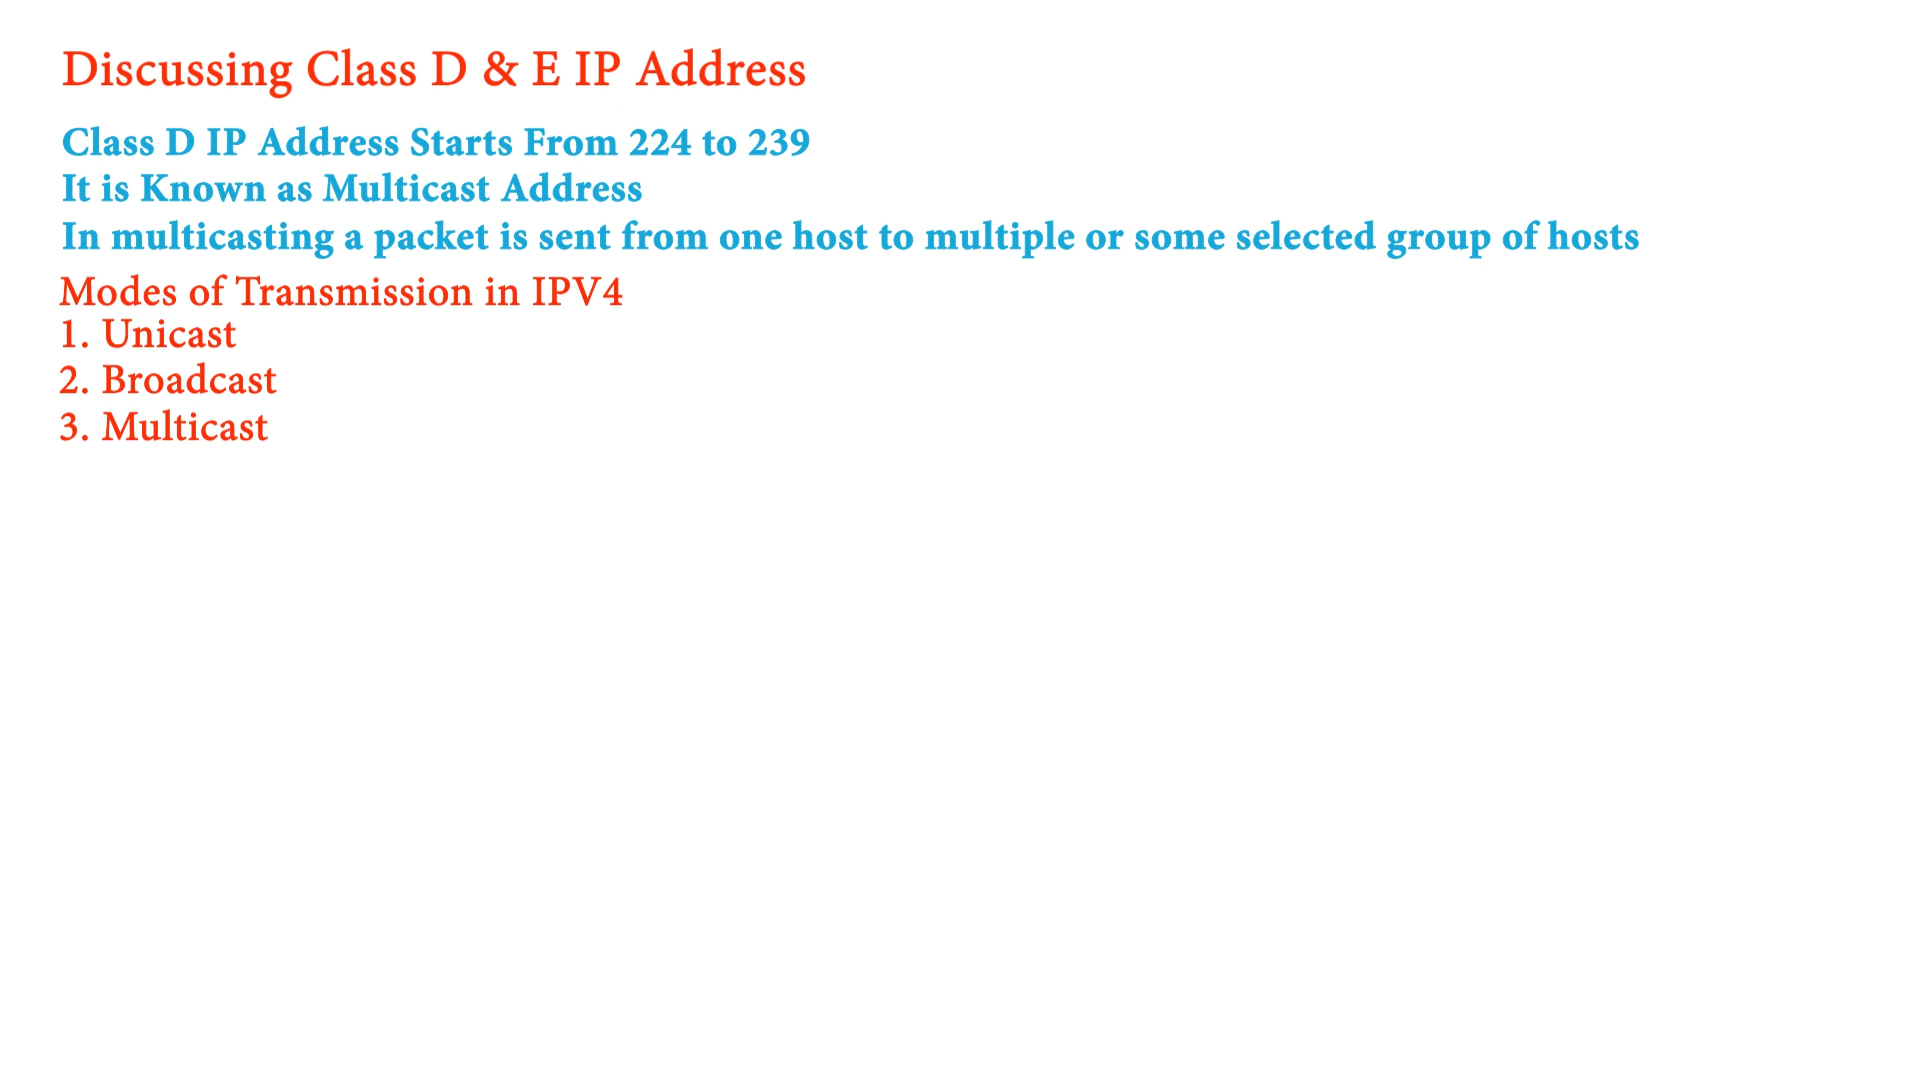 Discussing Class D & E IP Address
Class D IP Address Starts From 224 to 239
It is Known as Multicast Address
In multicasting a packet is sent from one host to multiple or some selected group of hosts
Modes of Transmission in IPV4
1. Unicast
2. Broadcast
3. Multicast